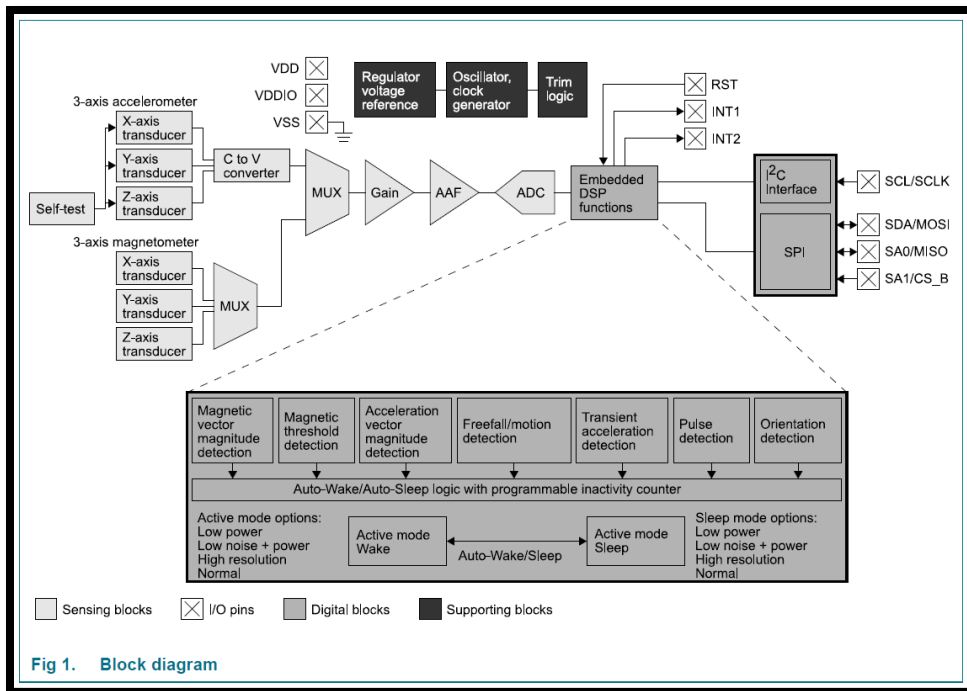 VDD
VDDIO
VSS
Regulator
voltage
reference
Oscillator,
clock
generator
Trim
logic
RST
INT1
INT2
3-axis accelerometer
X-axis
transducer
Y-axis
transducer
Z-axis
transducer
Self-test
C to V
converter
MUX
Gain
AAF
ADC
Embedded
DSP
functions
I2C
Interface
SPI
SCL/SCLK
SDA/MOSI
SA0/MISO
SA1/CS_B
3-axis magnetometer
X-axis
transducer
Y-axis
transducer
Z-axis
transducer
MUX
Magnetic
vector
magnitude
detection
Magnetic
threshold
detection
Acceleration
vector
magnitude
detection
Freefall/motion
detection
Transient
acceleration
detection
Pulse
detection
Orientation
detection
Auto-Wake/Auto-Sleep logic with programmable inactivity counter
Active mode options:
Low power
Low noise + power
High resolution
Normal
Active mode
Wake
Auto-Wake/Sleep
Active mode
Sleep
Sleep mode options:
Low power
Low noise + power
High resolution
Normal
Sensing blocks
I/O pins
Digital blocks
Supporting blocks
Fig 1. Block diagram